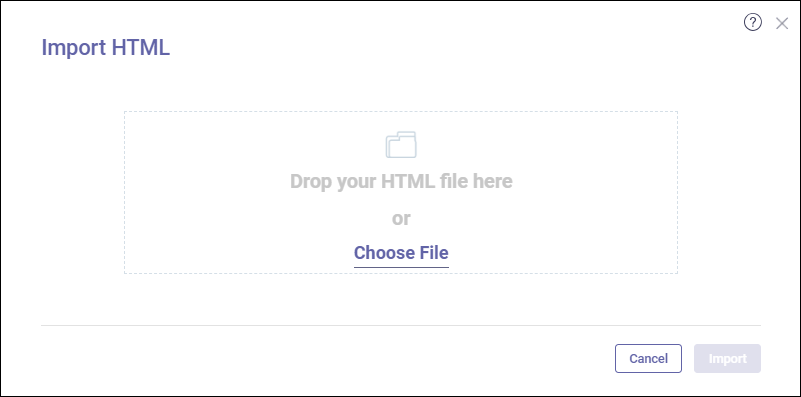 ?
Import HTML
Drop your HTML file here
or
Choose File
Cancel
Import